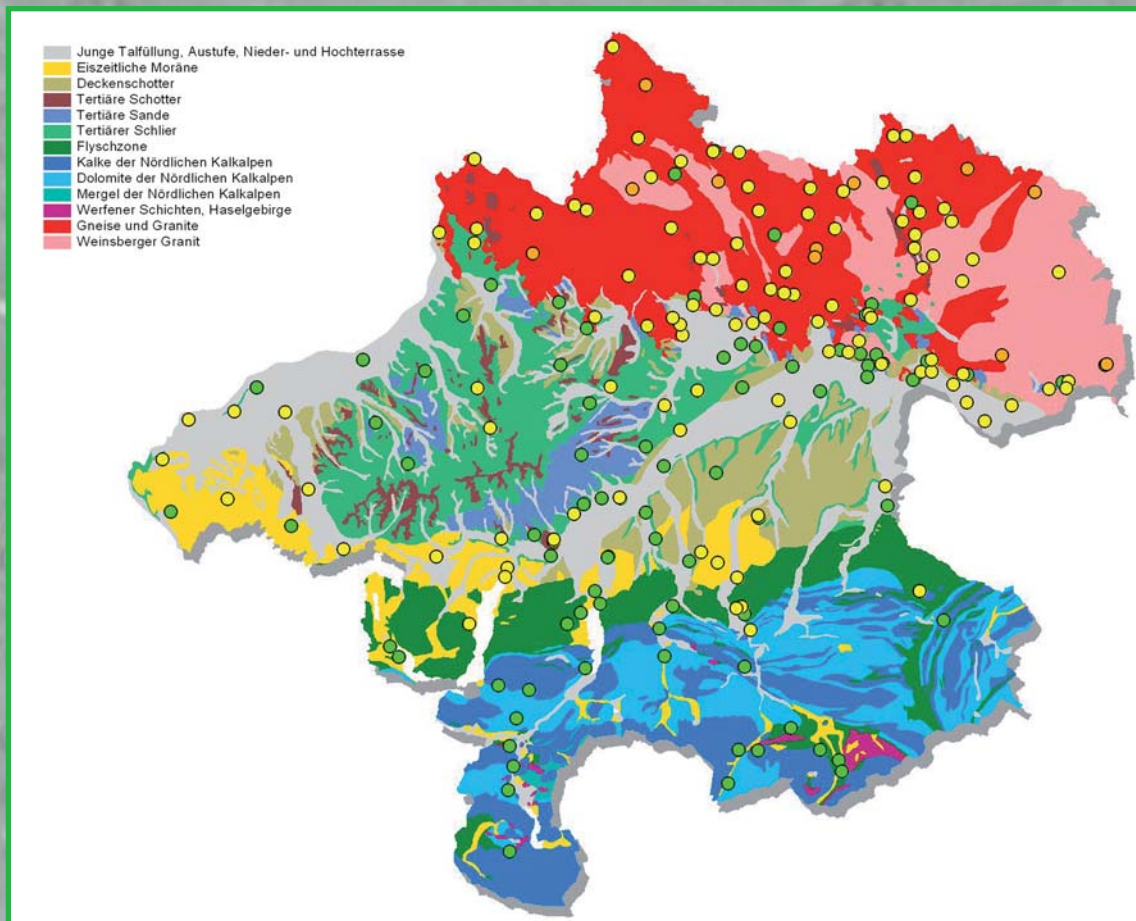 Junge Talfüllung, Austufe, Nieder- und Hochterrasse
Eiszeitliche Moräne
Deckenschotter
Tertiäre Schotter
Tertiäre Sande
Tertiärer Schlier
Flyschzone
Kalke der Nördlichen Kalkalpen
Dolomite der Nördlichen Kalkalpen
Mergel der Nördlichen Kalkalpen
Werfener Schichten, Haselgebirge
Gneise und Granite
Weinsberger Granit